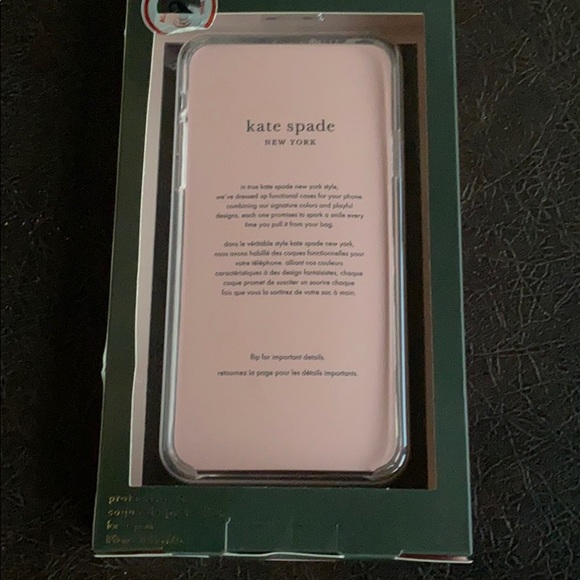 kate spade
NEW YORK
in true kate spade new york style,
we've dressed up functional cases for your phone
combining our signature colors and playful
designs. each one promises to spark a smile every
time you pull it from your bag.
dans le véritable style kate spade new york,
nous avons habillé des coques fonctionnelles pour
votre téléphone. alliant nos couleurs
caractéristiques à des design fantaisistes, chaque
coque promet de susciter un sourire chaque
fois que vous la sortirez de votre sac à main.
flip for important details.
retournez la page pour les détails importants.